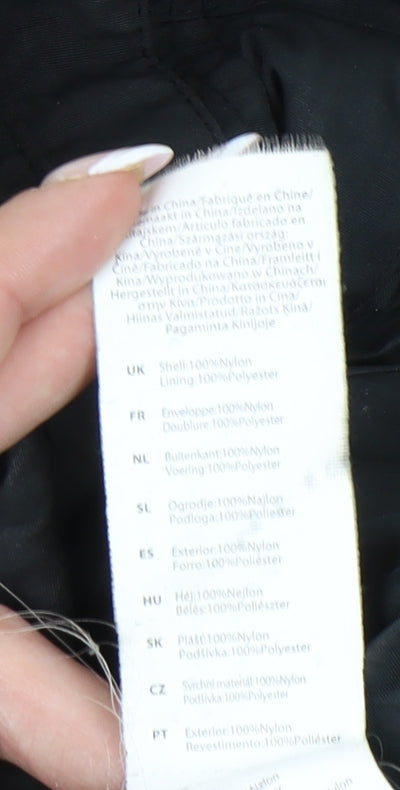 in China/Fabriqué en Chine/
Gemaakt in China/Izdelano na
Kitajskem/Artículo fabricado en
China/Származási ország:
Kína/Vyrobené v Číne/Vyrobeno v
Číně/Fabricado na China/Framleitt í
Kína/Wyprodukowano w Chinach/
Hergestellt in China/Κατασκευάζεται
στην Κίνο/Prodotto in Cina/
Hiinas Valmistatud/Ražots Ķīnā/
Pagaminta Kinijoje
UK Shell:100%Nylon
Lining:100%Polyester
FR Enveloppe:100%Nylon
Doublure:100%Polyester
NL Buitenkant:100%Nylon
Voering:100%Polyester
SL Ogrodje:100%Najlon
Podloga:100%Poliester
ES Exterior:100%Nylon
Forro:100%Poliéster
HU Héj:100%Nejlon
Bélés:100%Poliészter
SK Plášť:100%Nylon
Podšívka:100%Polyester
CZ Svrchní materiál:100%Nylon
Podšívka:100%Polyester
PT Exterior:100%Nylon
Revestimento:100%Poliéster